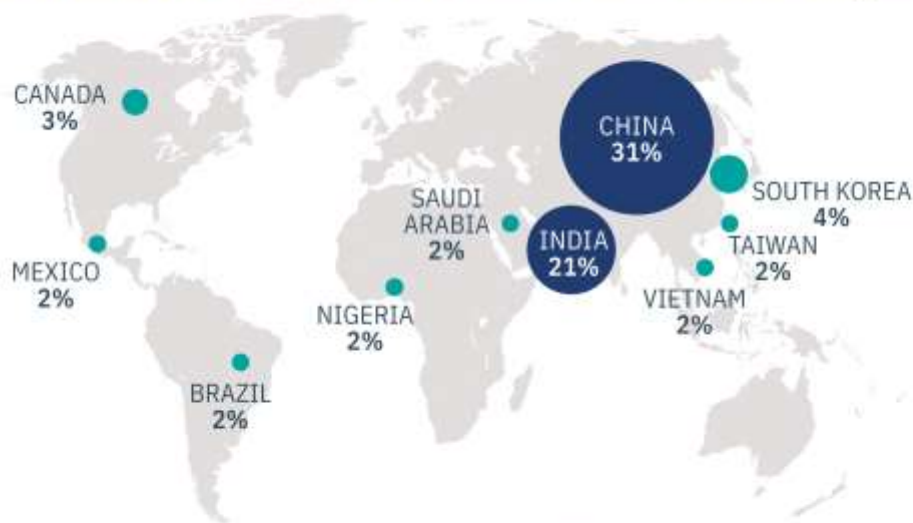 CANADA
3%
CHINA
31%
SOUTH KOREA
4%
SAUDI
ARABIA
2%
INDIA
21%
TAIWAN
2%
MEXICO
2%
VIETNAM
2%
NIGERIA
2%
BRAZIL
2%